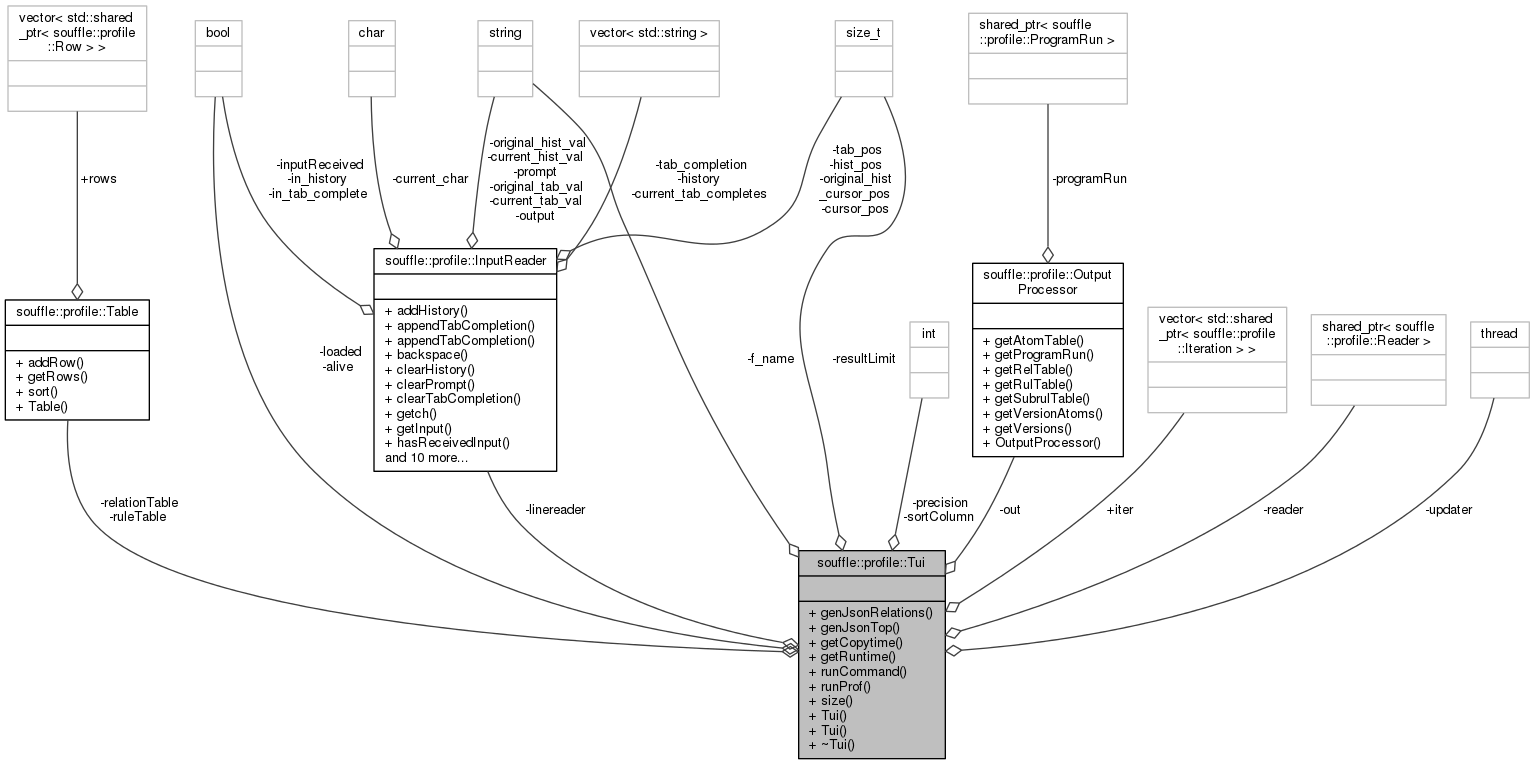 vector< std::shared
_ptr< souffle::profile
::Row > >
bool
char
string
vector< std::string >
size_t
shared_ptr< souffle
::profile::ProgramRun >
+rows
-inputReceived
-in_history
-in_tab_complete
-current_char
-original_hist_val
-current_hist_val
-prompt
-original_tab_val
-current_tab_val
-output
-tab_completion
-history
-current_tab_completes
-tab_pos
-hist_pos
-original_hist
_cursor_pos
-cursor_pos
-programRun
souffle::profile::Table
+ addRow()
+ getRows()
+ sort()
+ Table()
souffle::profile::InputReader
+ addHistory()
+ appendTabCompletion()
+ appendTabCompletion()
+ backspace()
+ clearHistory()
+ clearPrompt()
+ clearTabCompletion()
+ getch()
+ getInput()
+ hasReceivedInput()
and 10 more...
-loaded
-alive
-f_name
-resultLimit
int
souffle::profile::Output
Processor
+ getAtomTable()
+ getProgramRun()
+ getRelTable()
+ getRulTable()
+ getSubrulTable()
+ getVersionAtoms()
+ getVersions()
+ OutputProcessor()
vector< std::shared
_ptr< souffle::profile
::Iteration > >
shared_ptr< souffle
::profile::Reader >
thread
-relationTable
-ruleTable
-linereader
-precision
-sortColumn
-out
+iter
-reader
-updater
souffle::profile::Tui
+ genJsonRelations()
+ genJsonTop()
+ getCopytime()
+ getRuntime()
+ runCommand()
+ runProf()
+ size()
+ Tui()
+ Tui()
+ ~Tui()